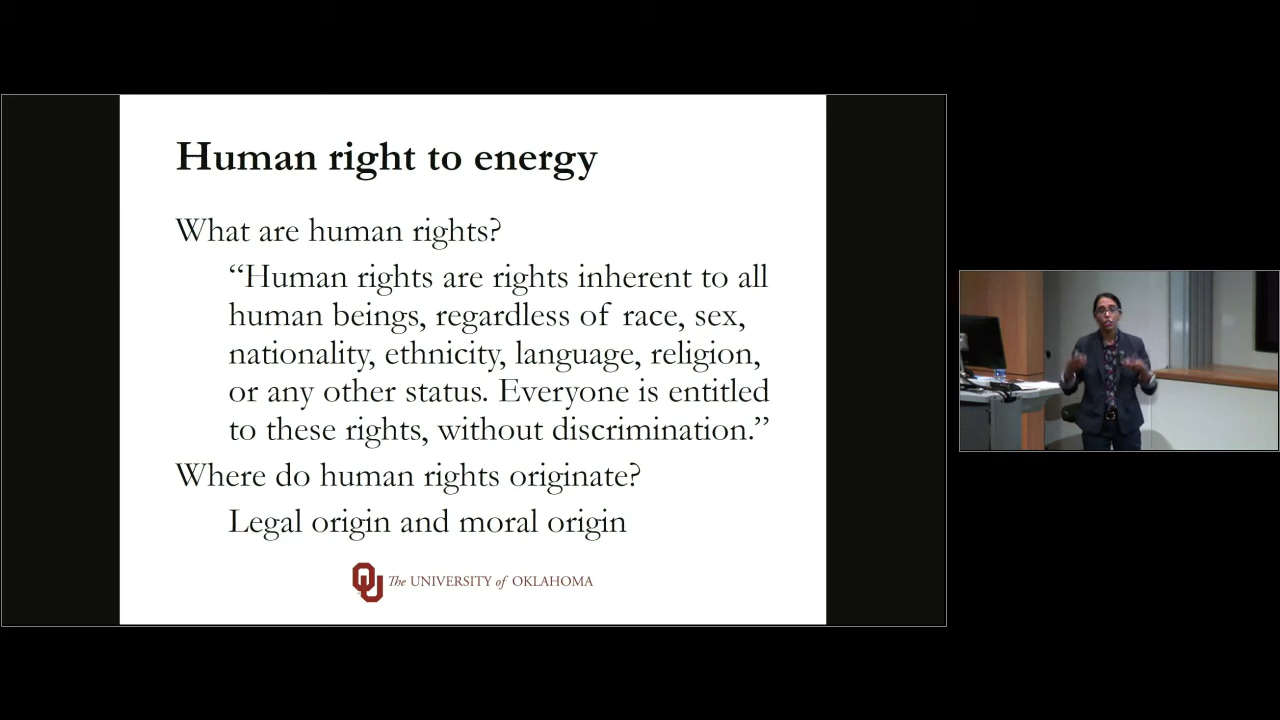 Human right to energy
What are human rights?
“Human rights are rights inherent to all
human beings, regardless of race, sex,
nationality, ethnicity, language, religion,
or any other status. Everyone is entitled
to these rights, without discrimination.”
Where do human rights originate?
Legal origin and moral origin
OU The UNIVERSITY of OKLAHOMA